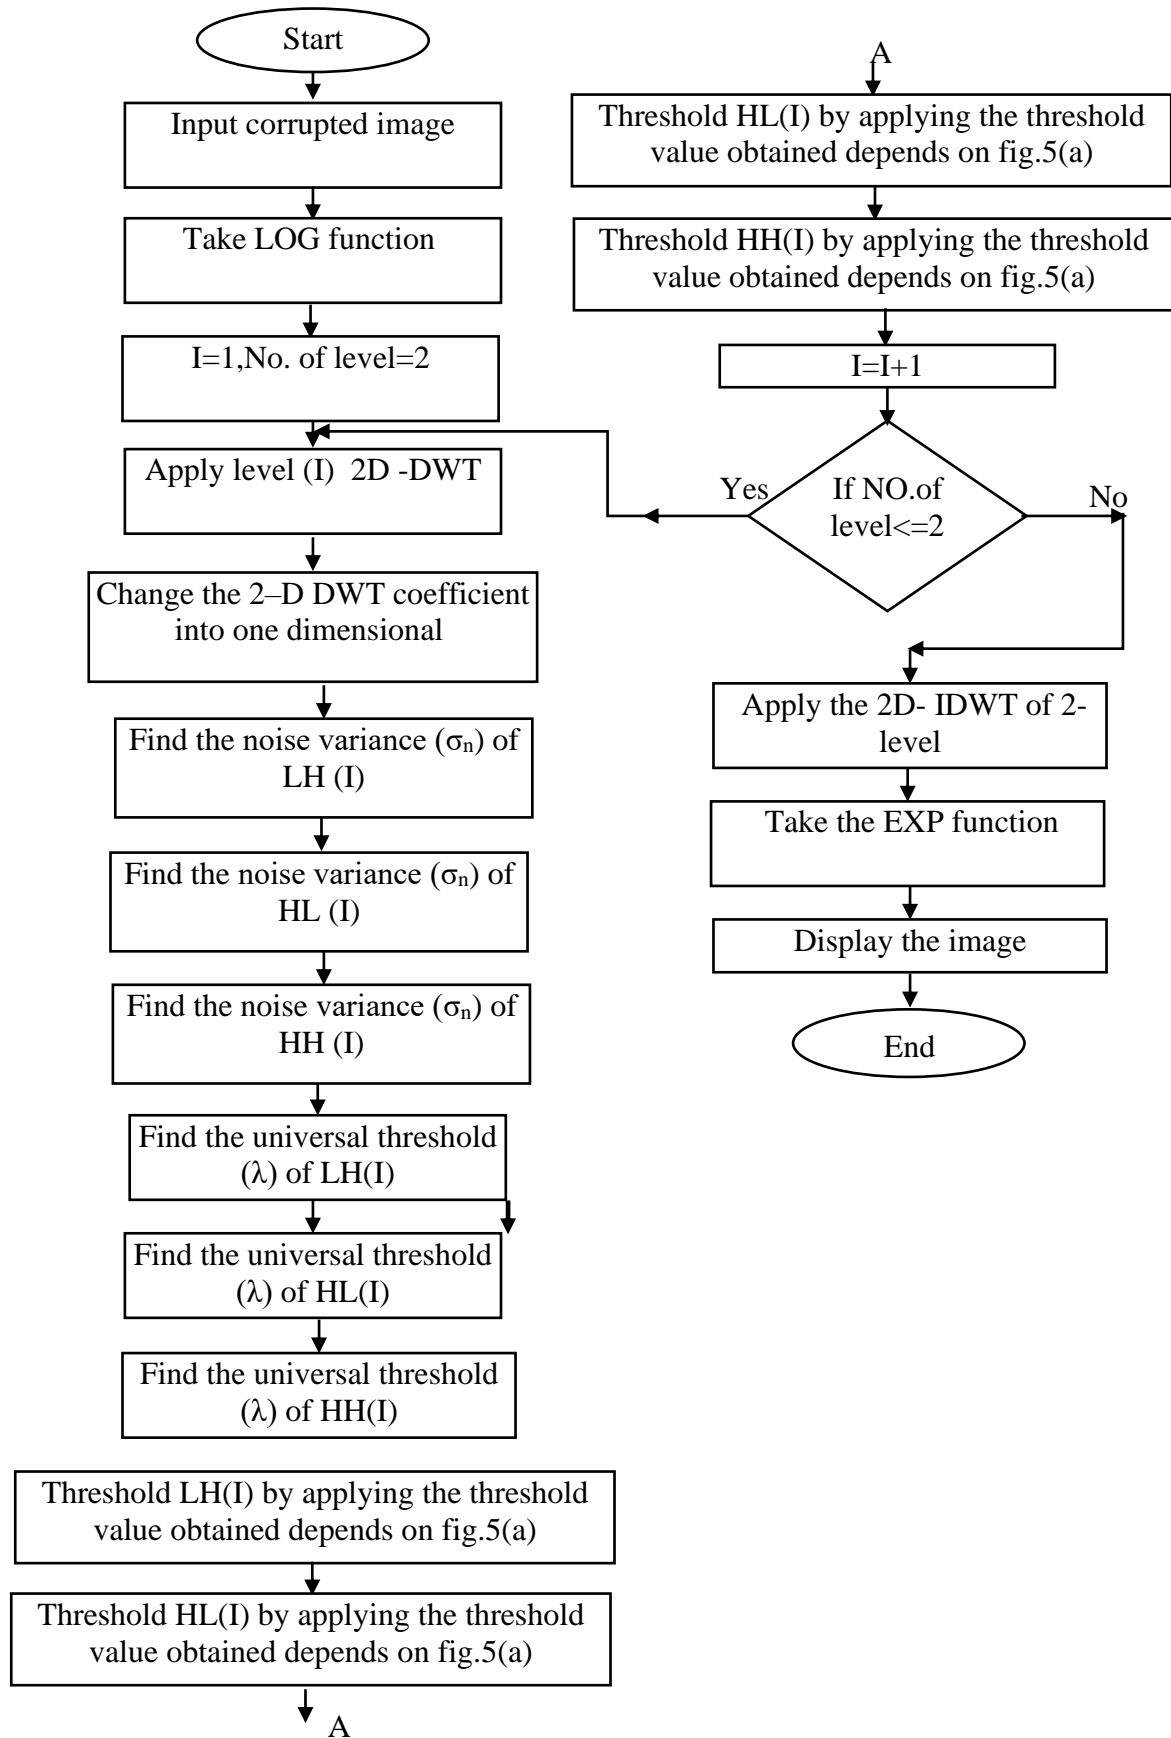 Start
Input corrupted image
Take LOG function
I=1,No. of level=2
Apply level (I)  2D -DWT
Change the 2–D DWT coefficient
into one dimensional
Find the noise variance (σₙ) of
LH (I)
Find the noise variance (σₙ) of
HL (I)
Find the noise variance (σₙ) of
HH (I)
Find the universal threshold
(λ) of LH(I)
Find the universal threshold
(λ) of HL(I)
Find the universal threshold
(λ) of HH(I)
Threshold LH(I) by applying the threshold
value obtained depends on fig.5(a)
Threshold HL(I) by applying the threshold
value obtained depends on fig.5(a)
A
A
Threshold HL(I) by applying the threshold
value obtained depends on fig.5(a)
Threshold HH(I) by applying the threshold
value obtained depends on fig.5(a)
I=I+1
Yes
If NO.of
level<=2
No
Apply the 2D- IDWT of 2-
level
Take the EXP function
Display the image
End